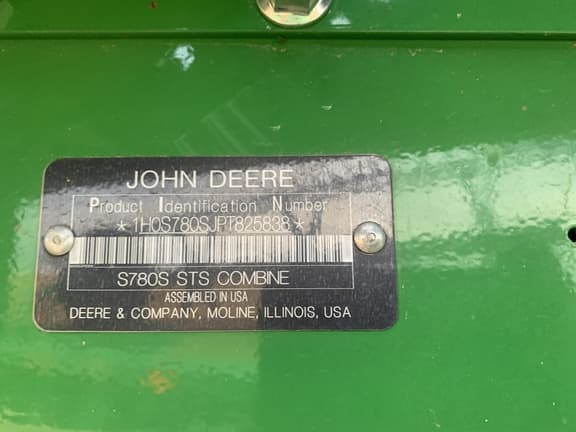 JOHN DEERE
Product Identification Number
*1H0S780SJPT825838*
S780S STS COMBINE
ASSEMBLED IN USA
DEERE & COMPANY, MOLINE, ILLINOIS, USA